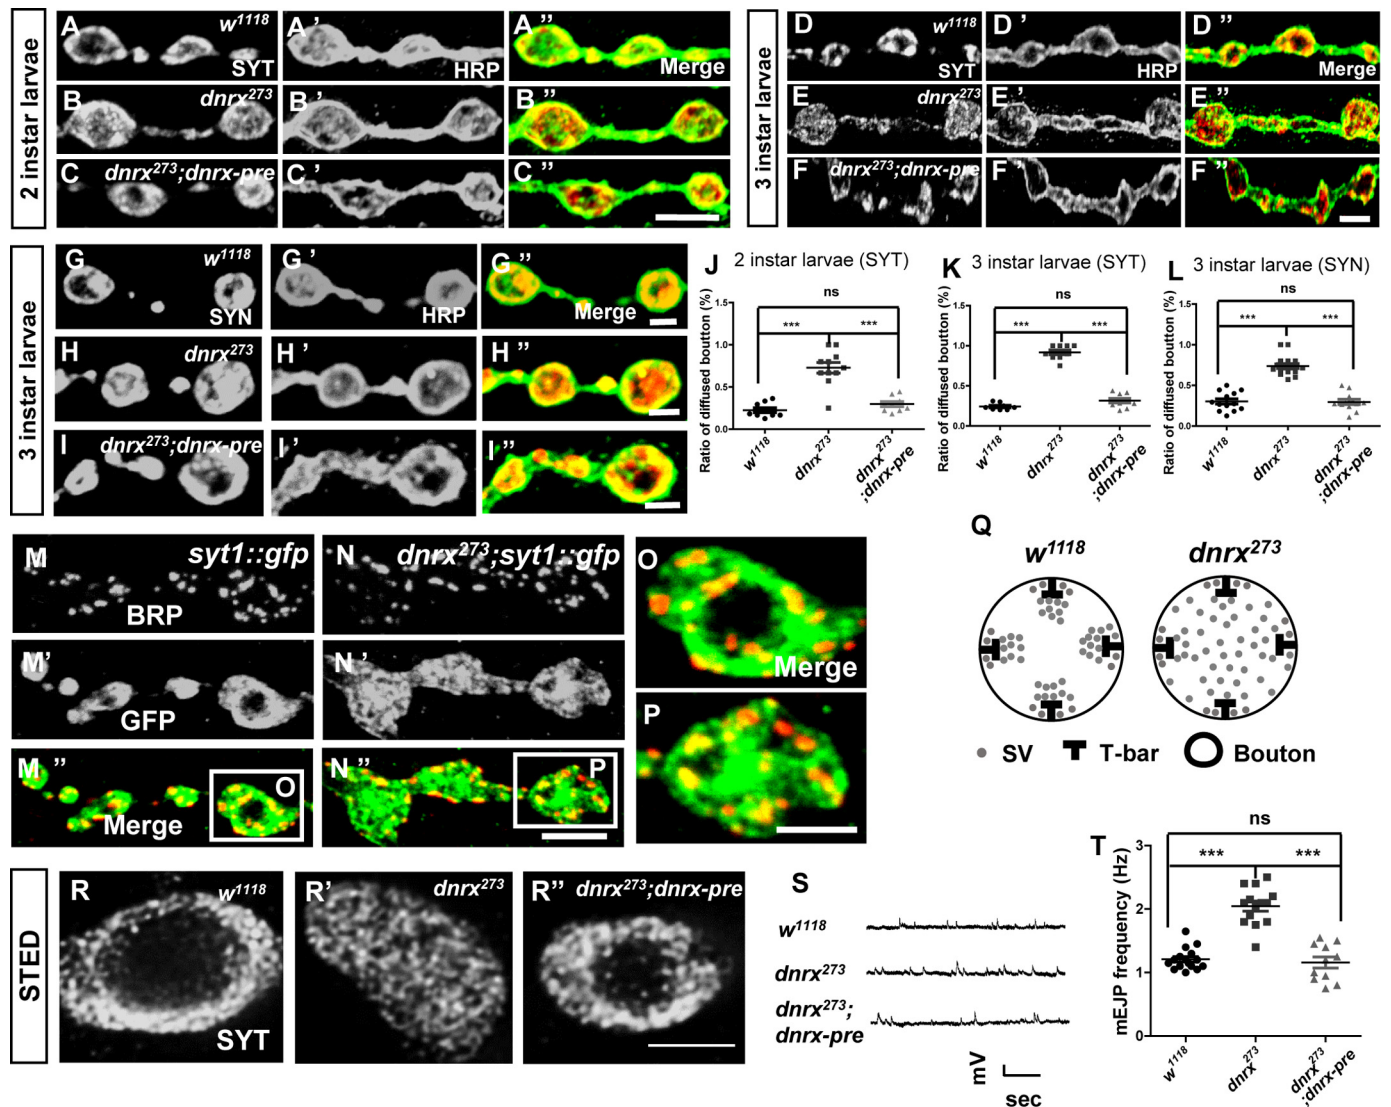 2 instar larvae
A
w1118
SYT
A'
HRP
A"
Merge
B
dnrx273
B'
B"
C
dnrx273;dnrx-pre
C'
C"
3 instar larvae
D
w1118
SYT
D'
HRP
D"
Merge
E
dnrx273
E'
E"
F
dnrx273;dnrx-pre
F'
F"
3 instar larvae
G
w1118
SYN
G'
HRP
G"
Merge
H
dnrx273
H'
H"
I
dnrx273;dnrx-pre
I'
I"
J
2 instar larvae (SYT)
Ratio of diffused boutton (%)
1.5
1.0
0.5
0.0
ns
***
***
w1118
dnrx273
dnrx273
;dnrx-pre
K
3 instar larvae (SYT)
Ratio of diffused boutton (%)
1.5
1.0
0.5
0.0
ns
***
***
w1118
dnrx273
dnrx273
;dnrx-pre
L
3 instar larvae (SYN)
Ratio of diffused boutton (%)
1.5
1.0
0.5
0.0
ns
***
***
w1118
dnrx273
dnrx273
;dnrx-pre
M
syt1::gfp
BRP
N
dnrx273;syt1::gfp
M'
GFP
N'
M"
Merge
O
N"
P
O
Merge
P
Q
w1118
dnrx273
SV
T-bar
Bouton
STED
R
w1118
SYT
R'
dnrx273
R"
dnrx273;dnrx-pre
S
w1118
dnrx273
dnrx273;
dnrx-pre
mV
sec
T
mEJP frequency (Hz)
3
2
1
0
ns
***
***
w1118
dnrx273
dnrx273
;dnrx-pre